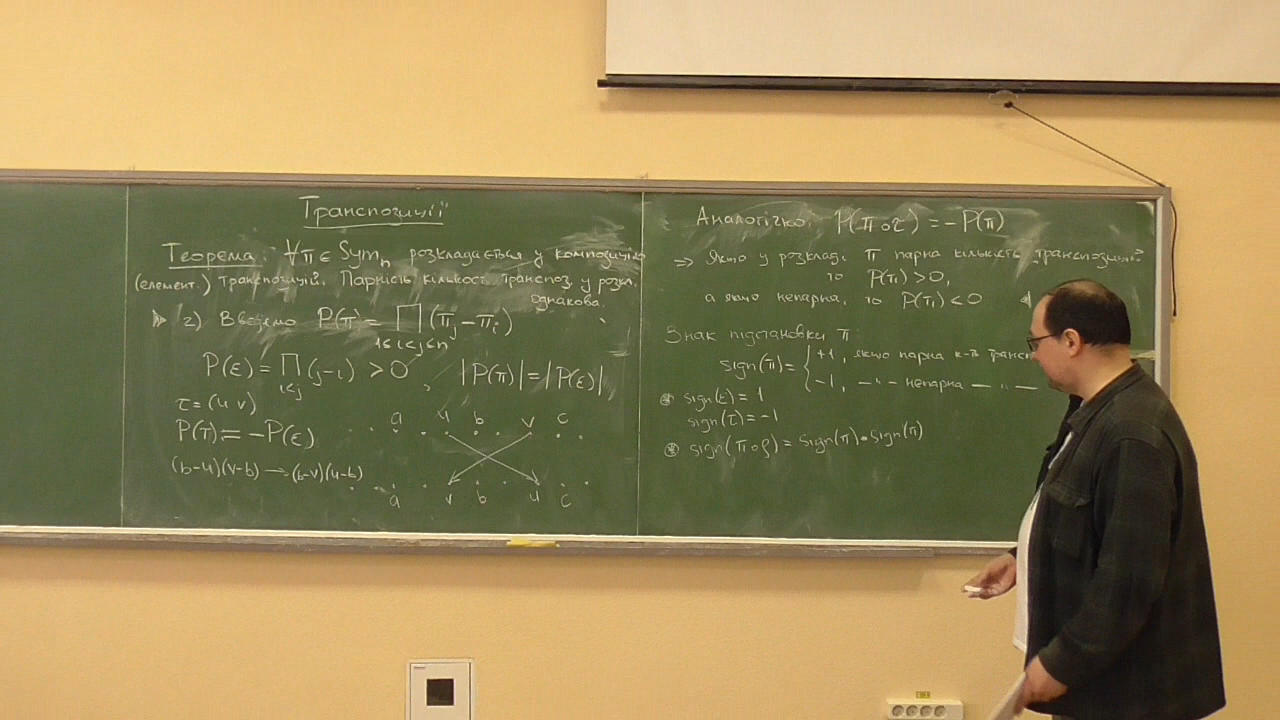 Транспозиції
Теорема: ∀π∈Symₙ розкладається у композицію
(елемент.) транспозицій. Парність кількост. транспоз. у розкл.
однакова.
2) Введемо P(π) = ∏ (πⱼ - πᵢ)
1≤i<j≤n
P(ε) = ∏ (j-i) > 0, |P(π)| = |P(ε)|
i<j
τ = (u v)
P(τ) = -P(ε)
(b-u)(v-b) → (b-v)(u-b)
a u b v c
a v b u c
Аналогічно: P(π∘τ) = -P(π)
=> Якщо у розкладі π парна кількість транспозицій
то P(π) > 0,
а якщо непарна, то P(π) < 0
Знак підстановки π:
sign(π) = { +1, якщо парна к-ть трансп
-1, -"- непарна -"-
⊛ sign(ε) = 1
sign(τ) = -1
⊛ sign(π∘ρ) = sign(π)•sign(π)